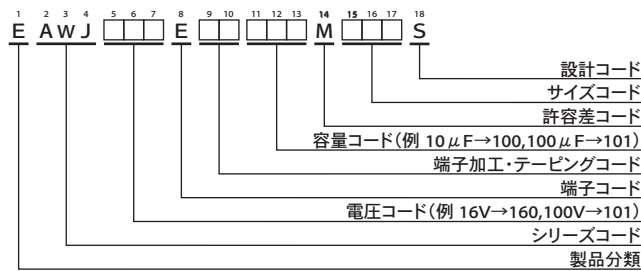 1 2 3 4 5 6 7 8 9 10 11 12 13 14 15 16 17 18
E A W J □□□ E □□ □□□ M □□□ S
設計コード
サイズコード
許容差コード
容量コード(例 10μF→100,100μF→101)
端子加工・テーピングコード
端子コード
電圧コード(例 16V→160,100V→101)
シリーズコード
製品分類